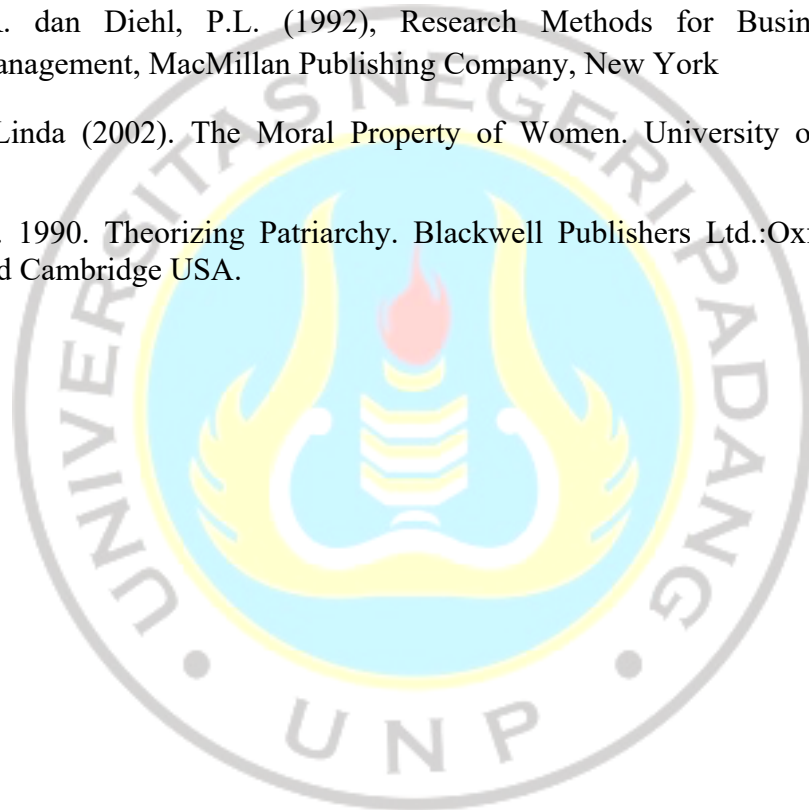 R. dan Diehl, P.L. (1992), Research Methods for Busin
anagement, MacMillan Publishing Company, New York
Linda (2002). The Moral Property of Women. University o
. 1990. Theorizing Patriarchy. Blackwell Publishers Ltd.:Ox
d Cambridge USA.
UNIVERSITAS NEGERI PADANG
• UNP •